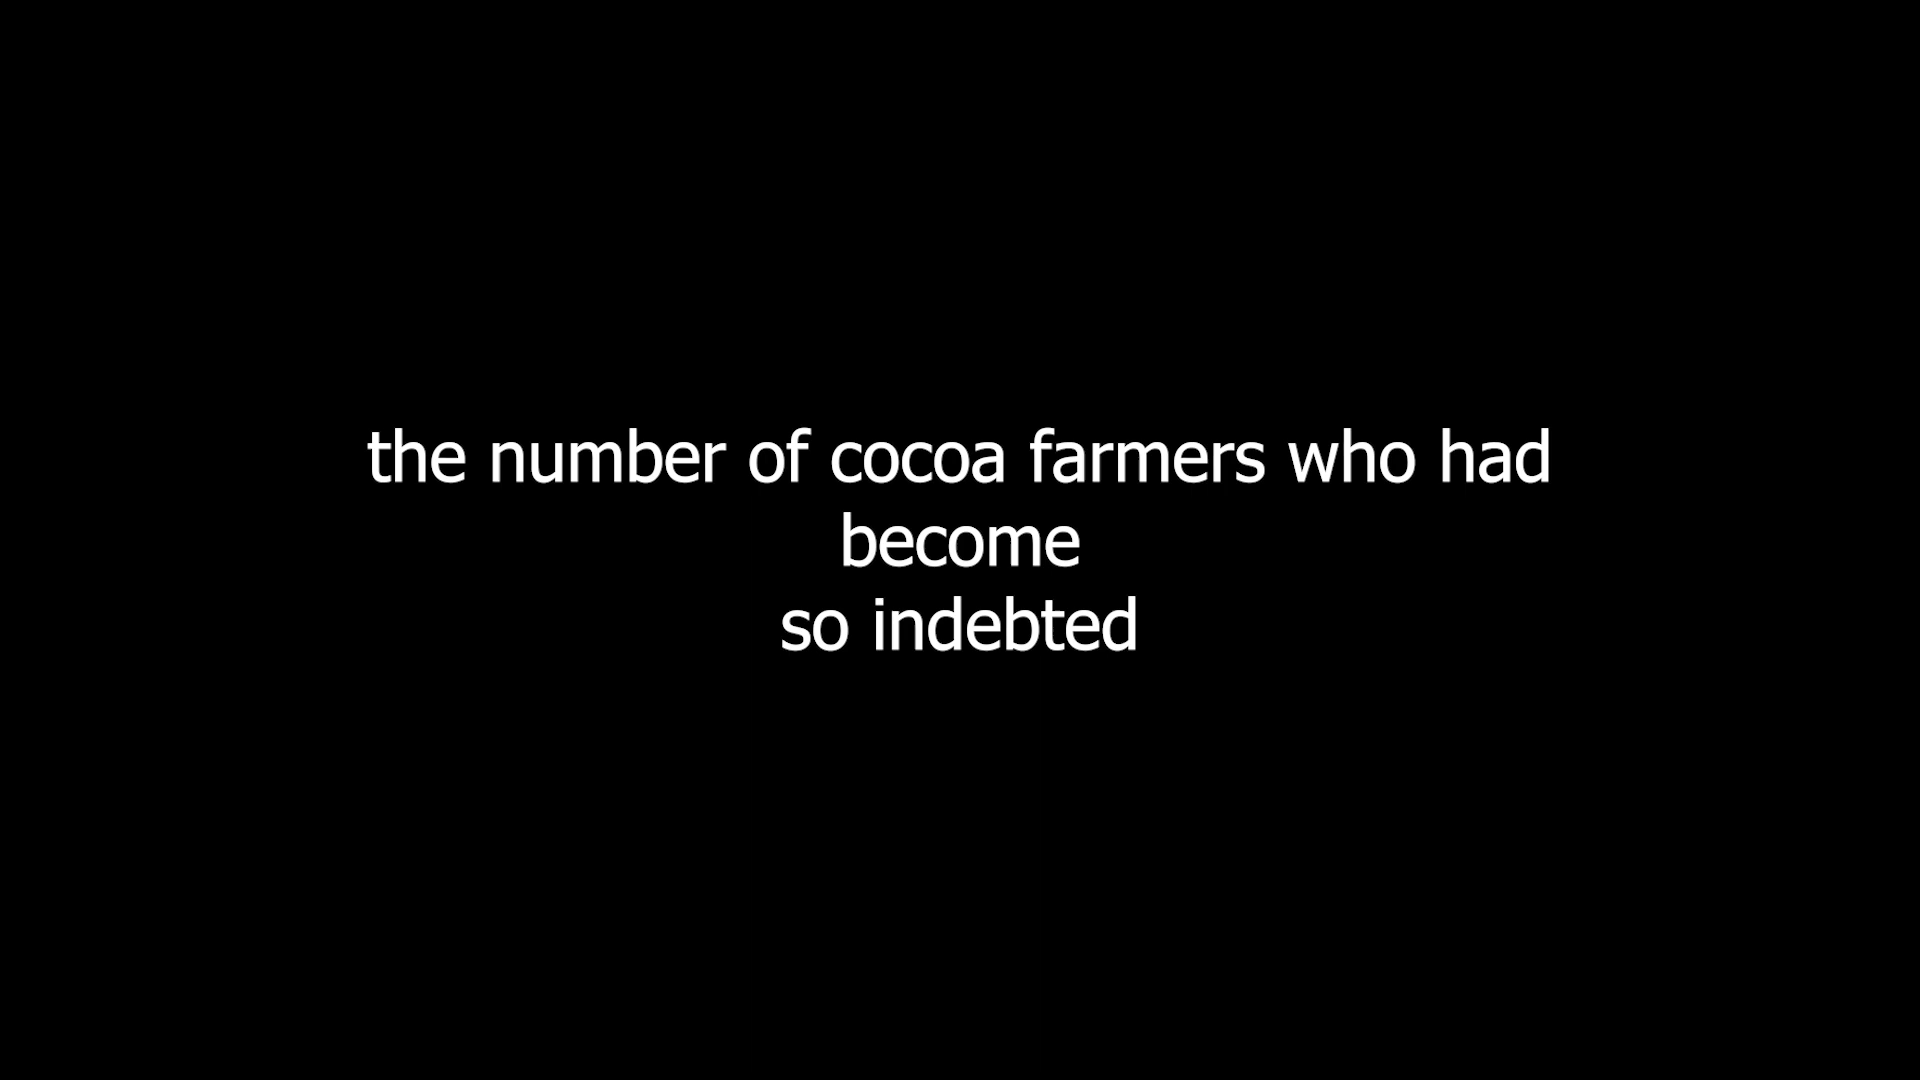 the number of cocoa farmers who had
become
so indebted